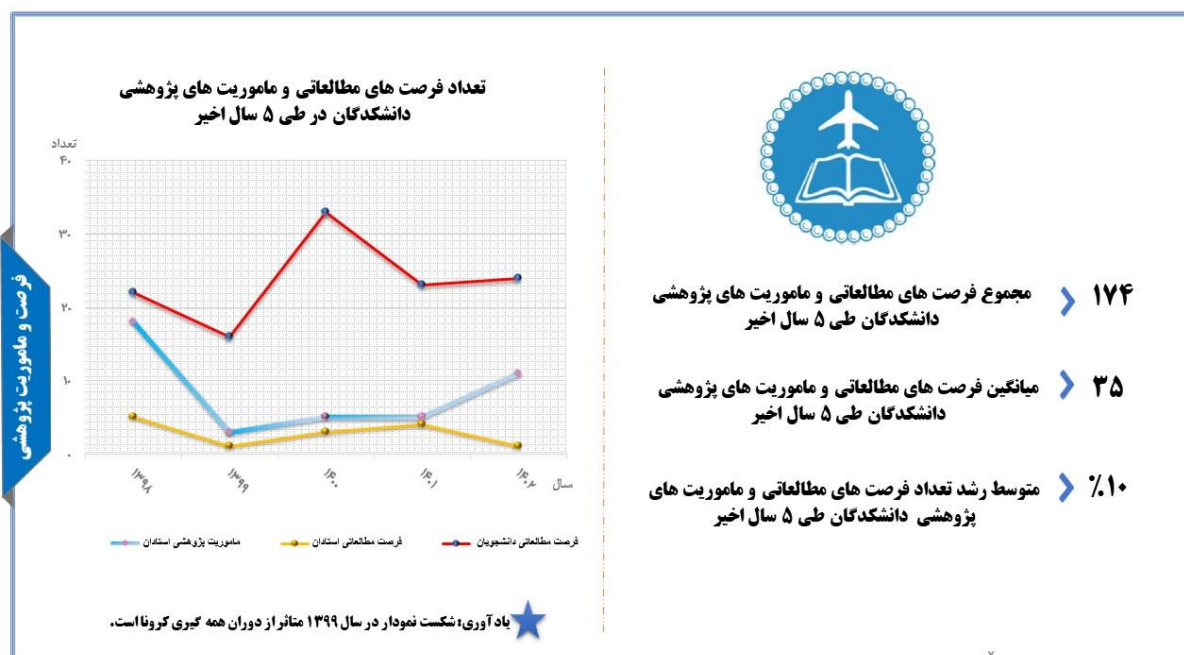 ۱۷۴
مجموع فرصت های مطالعاتی و ماموریت های پژوهشی
دانشکدگان طی ۵ سال اخیر
۳۵
میانگین فرصت های مطالعاتی و ماموریت های پژوهشی
دانشکدگان طی ۵ سال اخیر
٪۱۰
متوسط رشد تعداد فرصت های مطالعاتی و ماموریت های
پژوهشی دانشکدگان طی ۵ سال اخیر
تعداد فرصت های مطالعاتی و ماموریت های پژوهشی
دانشکدگان در طی ۵ سال اخیر
تعداد
۴۰
۳۰
۲۰
۱۰
۰
۱۳۹۸
۱۳۹۹
۱۴۰۰
۱۴۰۱
۱۴۰۲
سال
فرصت مطالعاتی دانشجویان
فرصت مطالعاتی استادان
ماموریت پژوهشی استادان
یاد آوری: شکست نمودار در سال ۱۳۹۹ متاثر از دوران همه گیری کرونا است.
فرصت و ماموریت پژوهشی